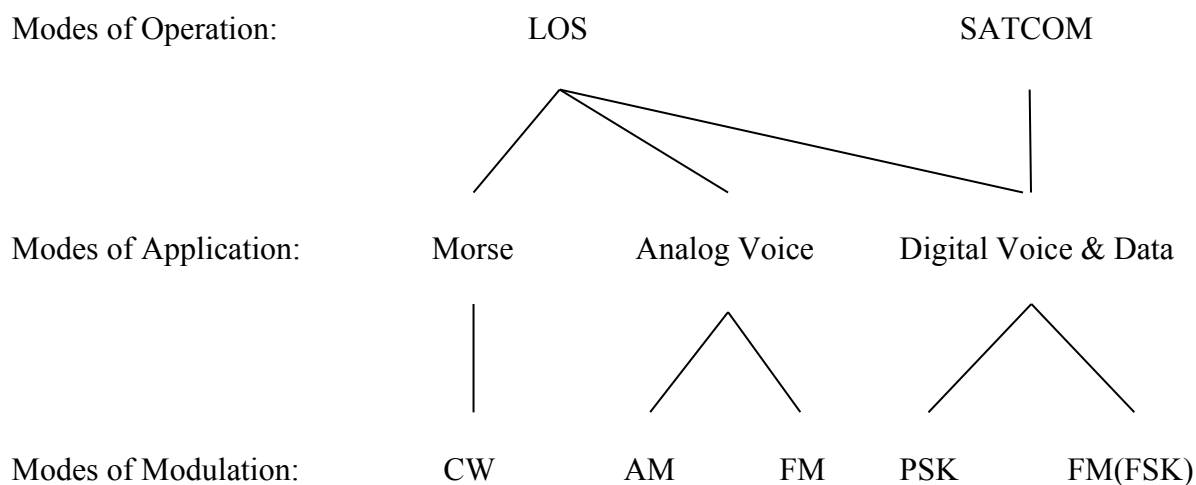 Modes of Operation: LOS SATCOM
Modes of Application: Morse Analog Voice Digital Voice & Data
Modes of Modulation: CW AM FM PSK FM(FSK)